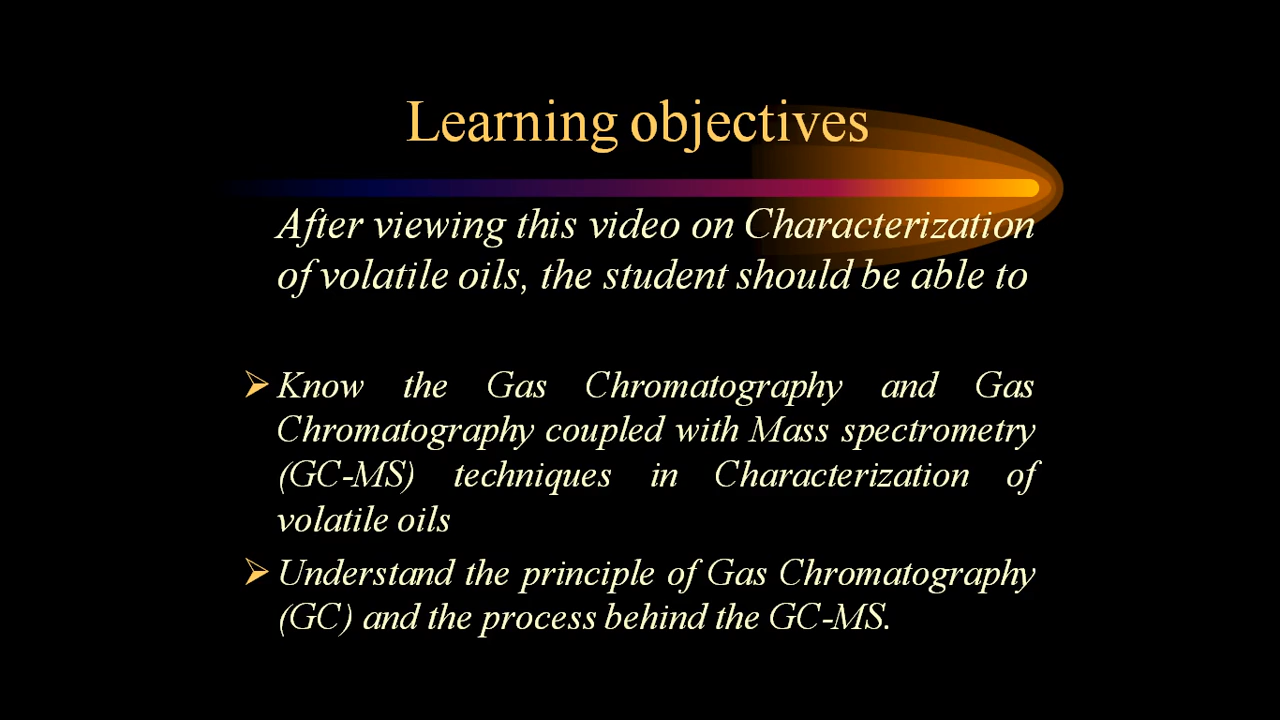 Learning objectives
After viewing this video on Characterization
of volatile oils, the student should be able to
Know the Gas Chromatography and Gas
Chromatography coupled with Mass spectrometry
(GC-MS) techniques in Characterization of
volatile oils
Understand the principle of Gas Chromatography
(GC) and the process behind the GC-MS.